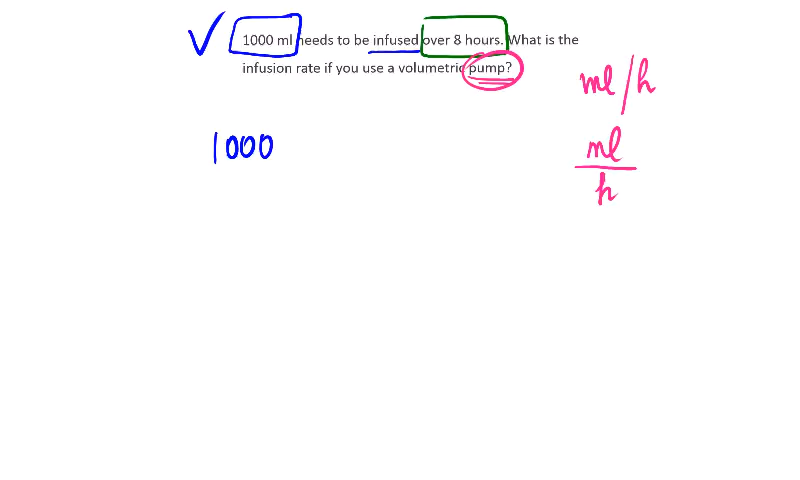 1000 ml needs to be infused over 8 hours. What is the
infusion rate if you use a volumetric pump?
ml/h
1000
ml
h